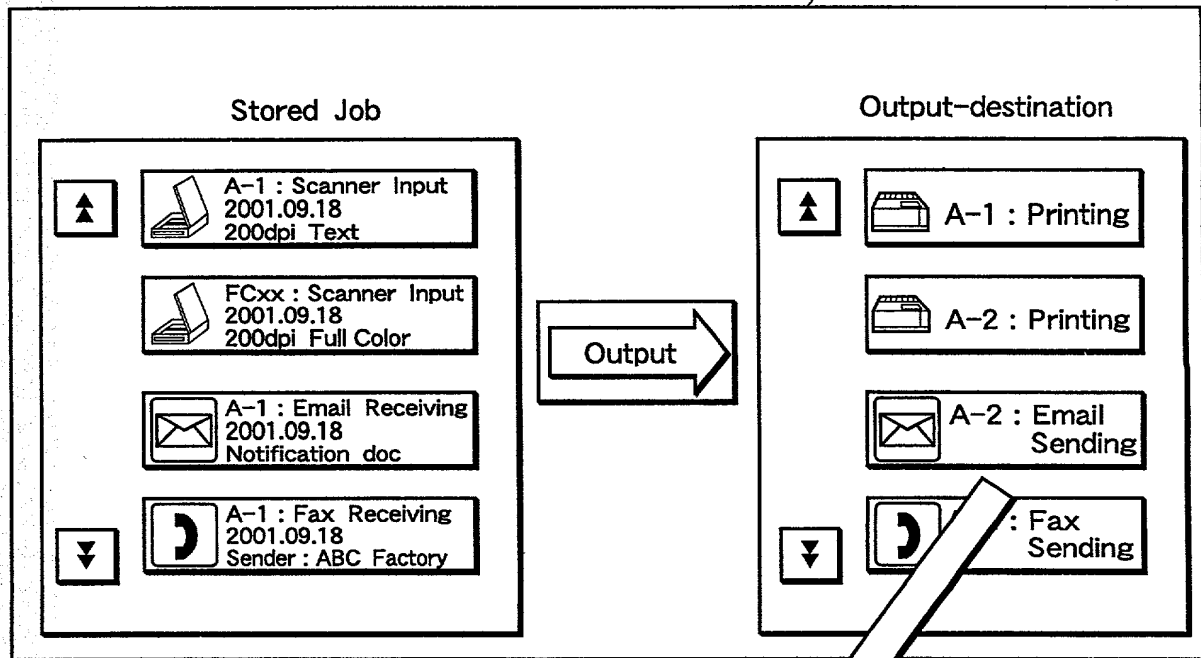 Stored Job
A-1 : Scanner Input
2001.09.18
200dpi Text
FCxx : Scanner Input
2001.09.18
200dpi Full Color
A-1 : Email Receiving
2001.09.18
Notification doc
A-1 : Fax Receiving
2001.09.18
Sender : ABC Factory
Output
Output-destination
A-1 : Printing
A-2 : Printing
A-2 : Email
Sending
: Fax
Sending